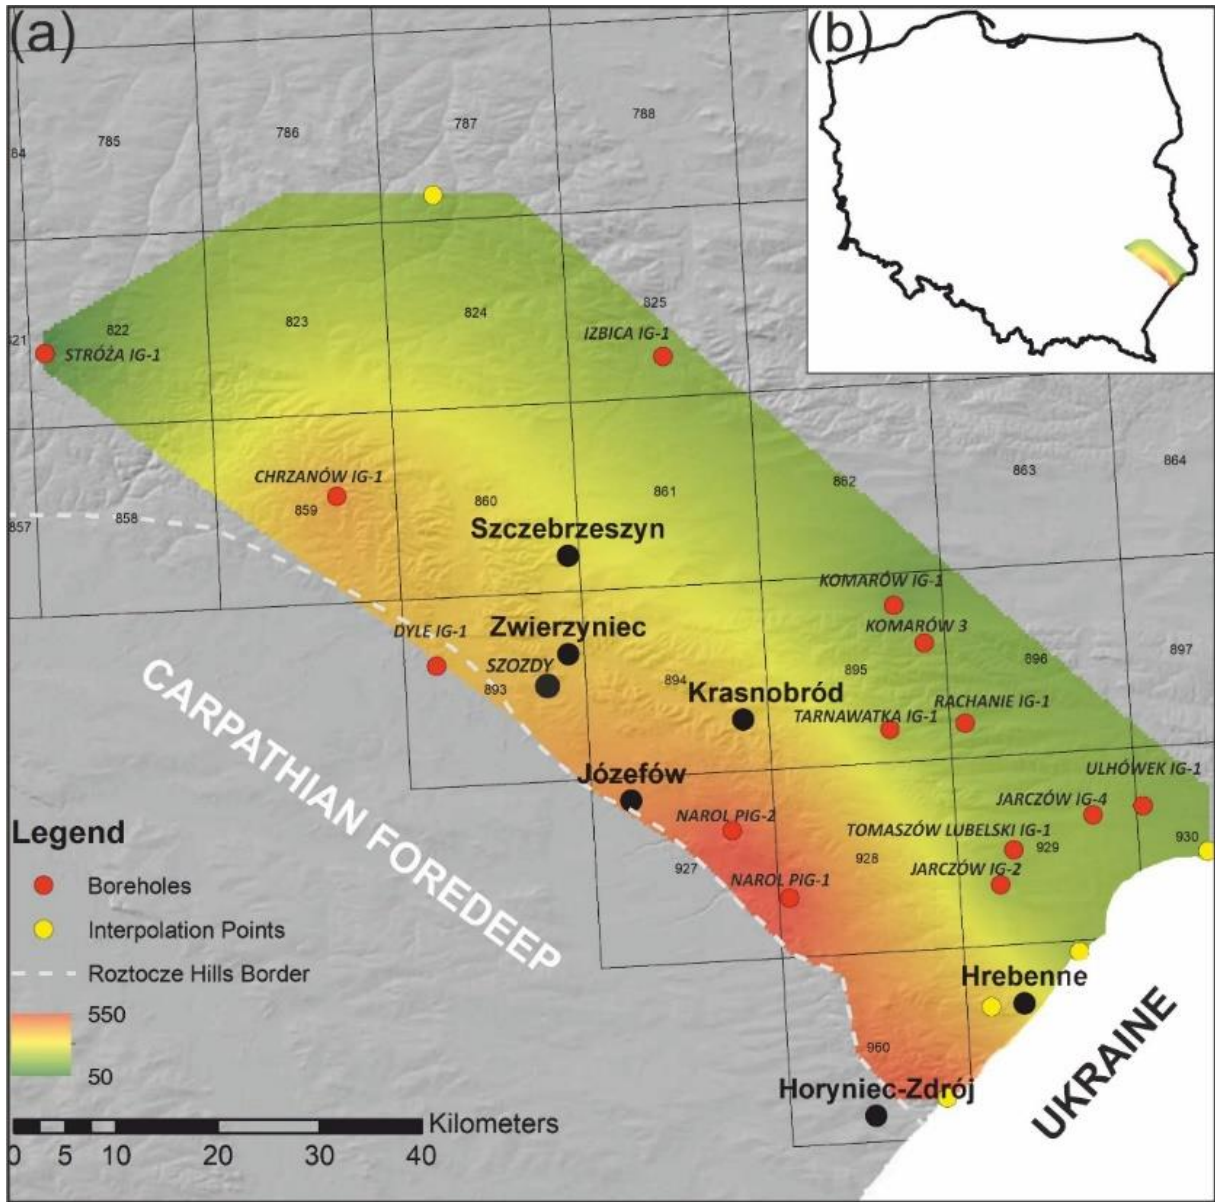 (a)
(b)
785
786
787
788
84
822
823
824
825
821
STRÓŻA IG-1
IZBICA IG-1
CHRZANÓW IG-1
857
858
859
860
861
862
863
864
Szczebrzeszyn
KOMARÓW IG-1
DYLE IG-1
Zwierzyniec
KOMARÓW 3
SZOZDY
893
894
895
896
897
Krasnobród
TARNAWATKA IG-1
RACHANIE IG-1
CARPATHIAN FOREDEEP
Józefów
ULHÓWEK IG-1
NAROL PIG-2
JARCZÓW IG-4
TOMASZÓW LUBELSKI IG-1
927
928
929
930
NAROL PIG-1
JARCZÓW IG-2
Hrebenne
960
Horyniec-Zdrój
UKRAINE
Legend
Boreholes
Interpolation Points
Roztocze Hills Border
550
50
Kilometers
0 5 10 20 30 40